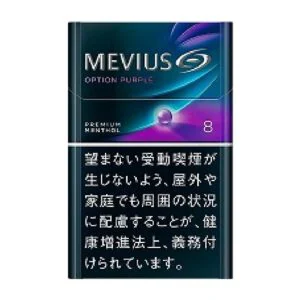 MEVIUS
OPTION PURPLE
PREMIUM
MENTHOL
8
望まない受動喫煙が
生じないよう、屋外や
家庭でも周囲の状況
に配慮することが、健
康増進法上、義務付
けられています。